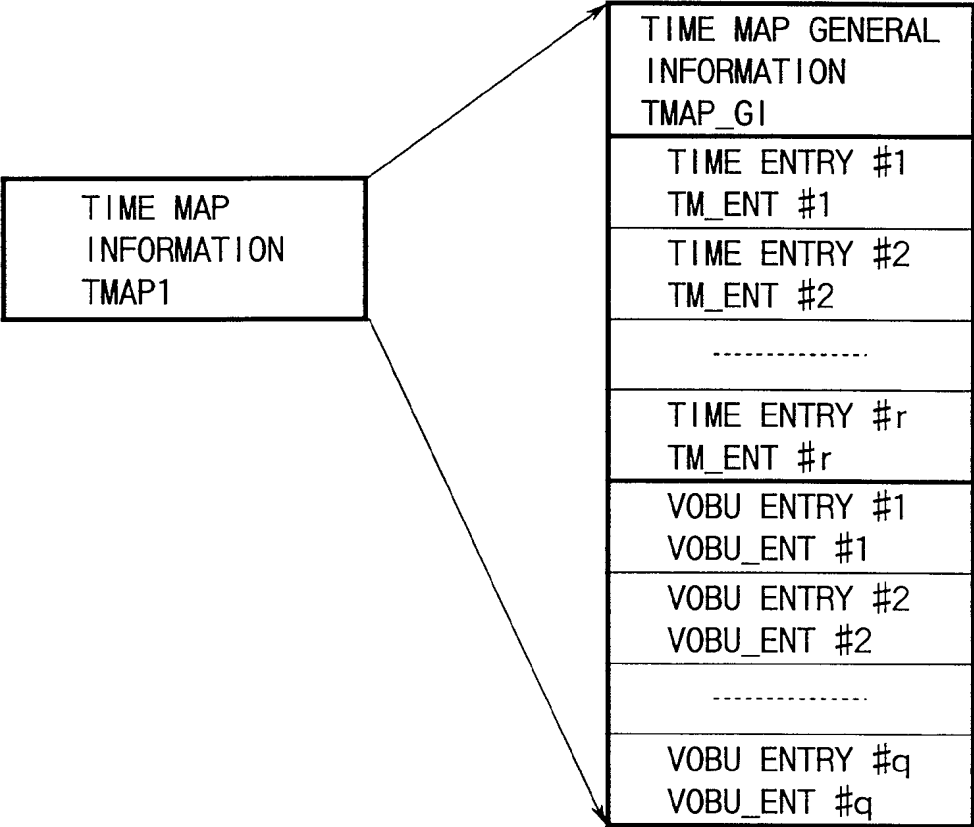 TIME MAP
INFORMATION
TMAP1
TIME MAP GENERAL
INFORMATION
TMAP_GI
TIME ENTRY #1
TM_ENT #1
TIME ENTRY #2
TM_ENT #2
TIME ENTRY #r
TM_ENT #r
VOBU ENTRY #1
VOBU_ENT #1
VOBU ENTRY #2
VOBU_ENT #2
VOBU ENTRY #q
VOBU_ENT #q